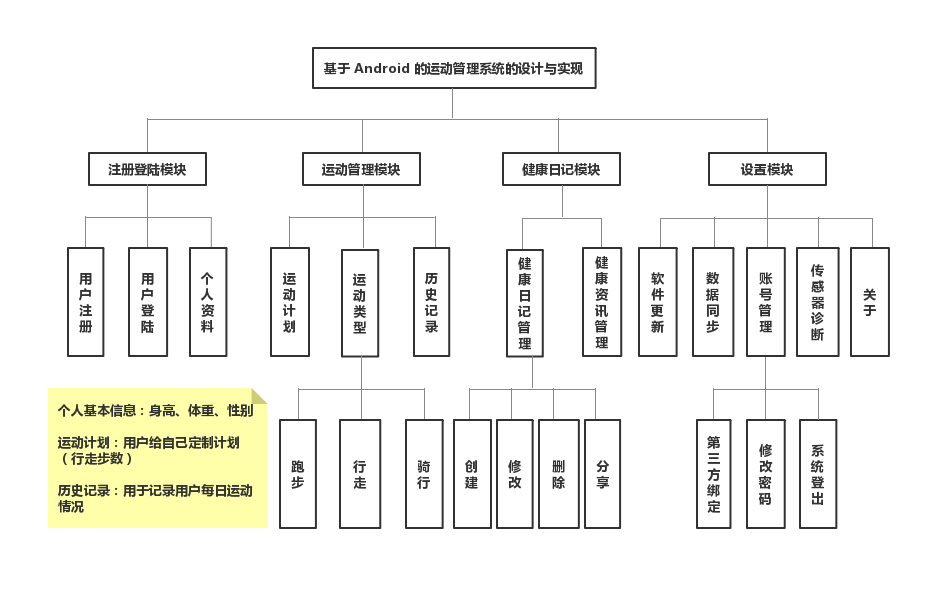 基于 Android 的运动管理系统的设计与实现
注册登陆模块
运动管理模块
健康日记模块
设置模块
用户注册
用户登陆
个人资料
运动计划
运动类型
历史记录
健康日记管理
健康资讯管理
软件更新
数据同步
账号管理
传感器诊断
关于
个人基本信息：身高、体重、性别
运动计划：用户给自己定制计划
（行走步数）
历史记录：用于记录用户每日运动
情况
跑步
行走
骑行
创建
修改
删除
分享
第三方绑定
修改密码
系统登出